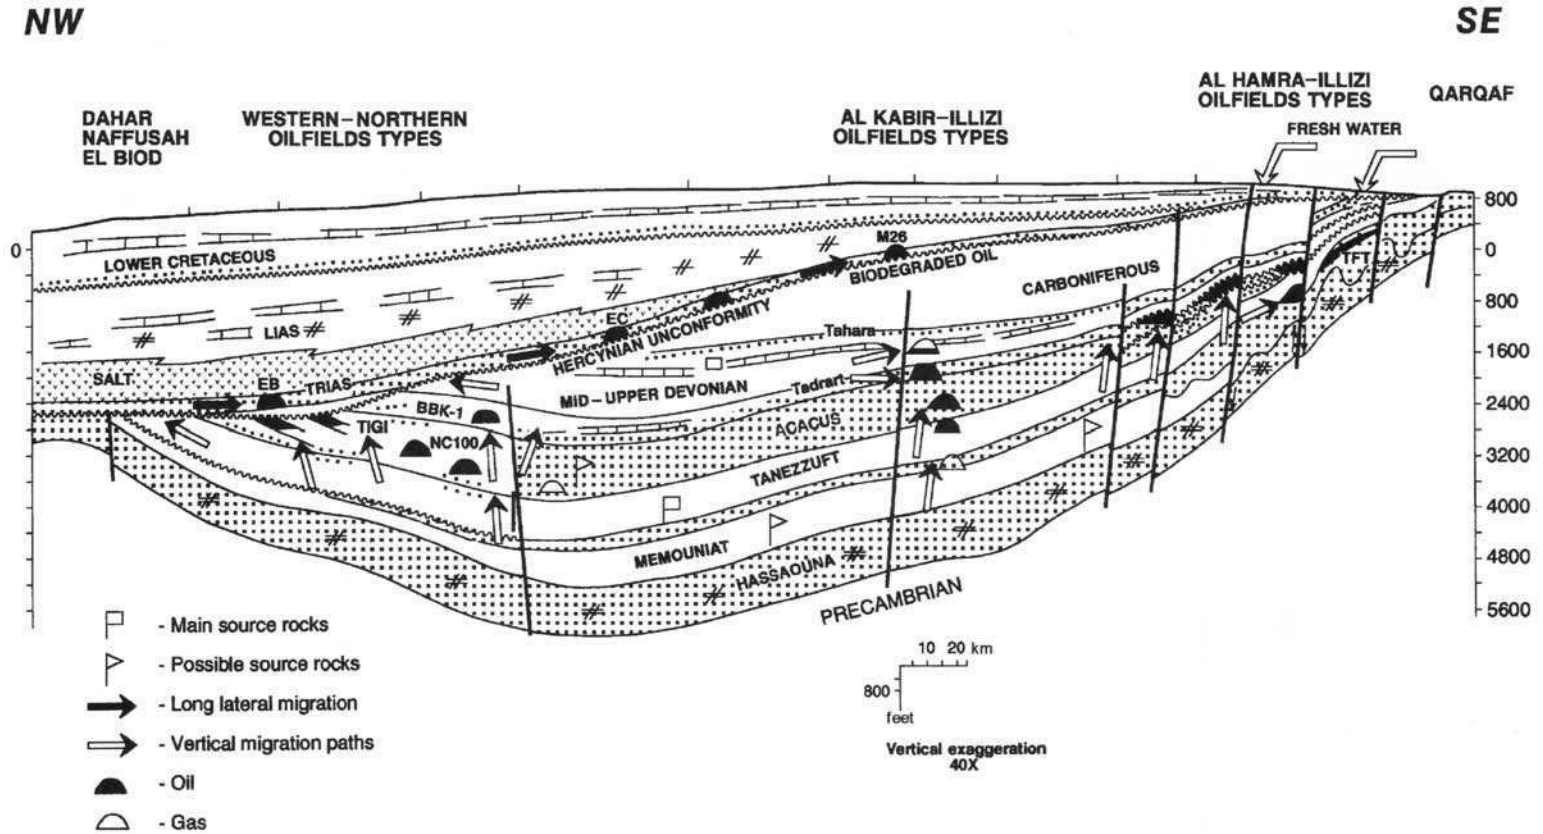 NW
SE
DAHAR
NAFFUSAH
EL BIOD
WESTERN-NORTHERN
OILFIELDS TYPES
AL KABIR-ILLIZI
OILFIELDS TYPES
AL HAMRA-ILLIZI
OILFIELDS TYPES
QARQAF
FRESH WATER
0
800
0
800
1600
2400
3200
4000
4800
5600
LOWER CRETACEOUS
M26
BIODEGRADED OIL
CARBONIFEROUS
TFT
LIAS
EC
HERCYNIAN UNCONFORMITY
Tahara
SALT
EB
TRIAS
MID-UPPER DEVONIAN
Tadrart
BBK-1
TIGI
NC100
ACACUS
TANEZZUFT
MEMOUNIAT
HASSAOUNA
PRECAMBRIAN
- Main source rocks
- Possible source rocks
- Long lateral migration
- Vertical migration paths
- Oil
- Gas
10 20 km
800
feet
Vertical exaggeration
40X